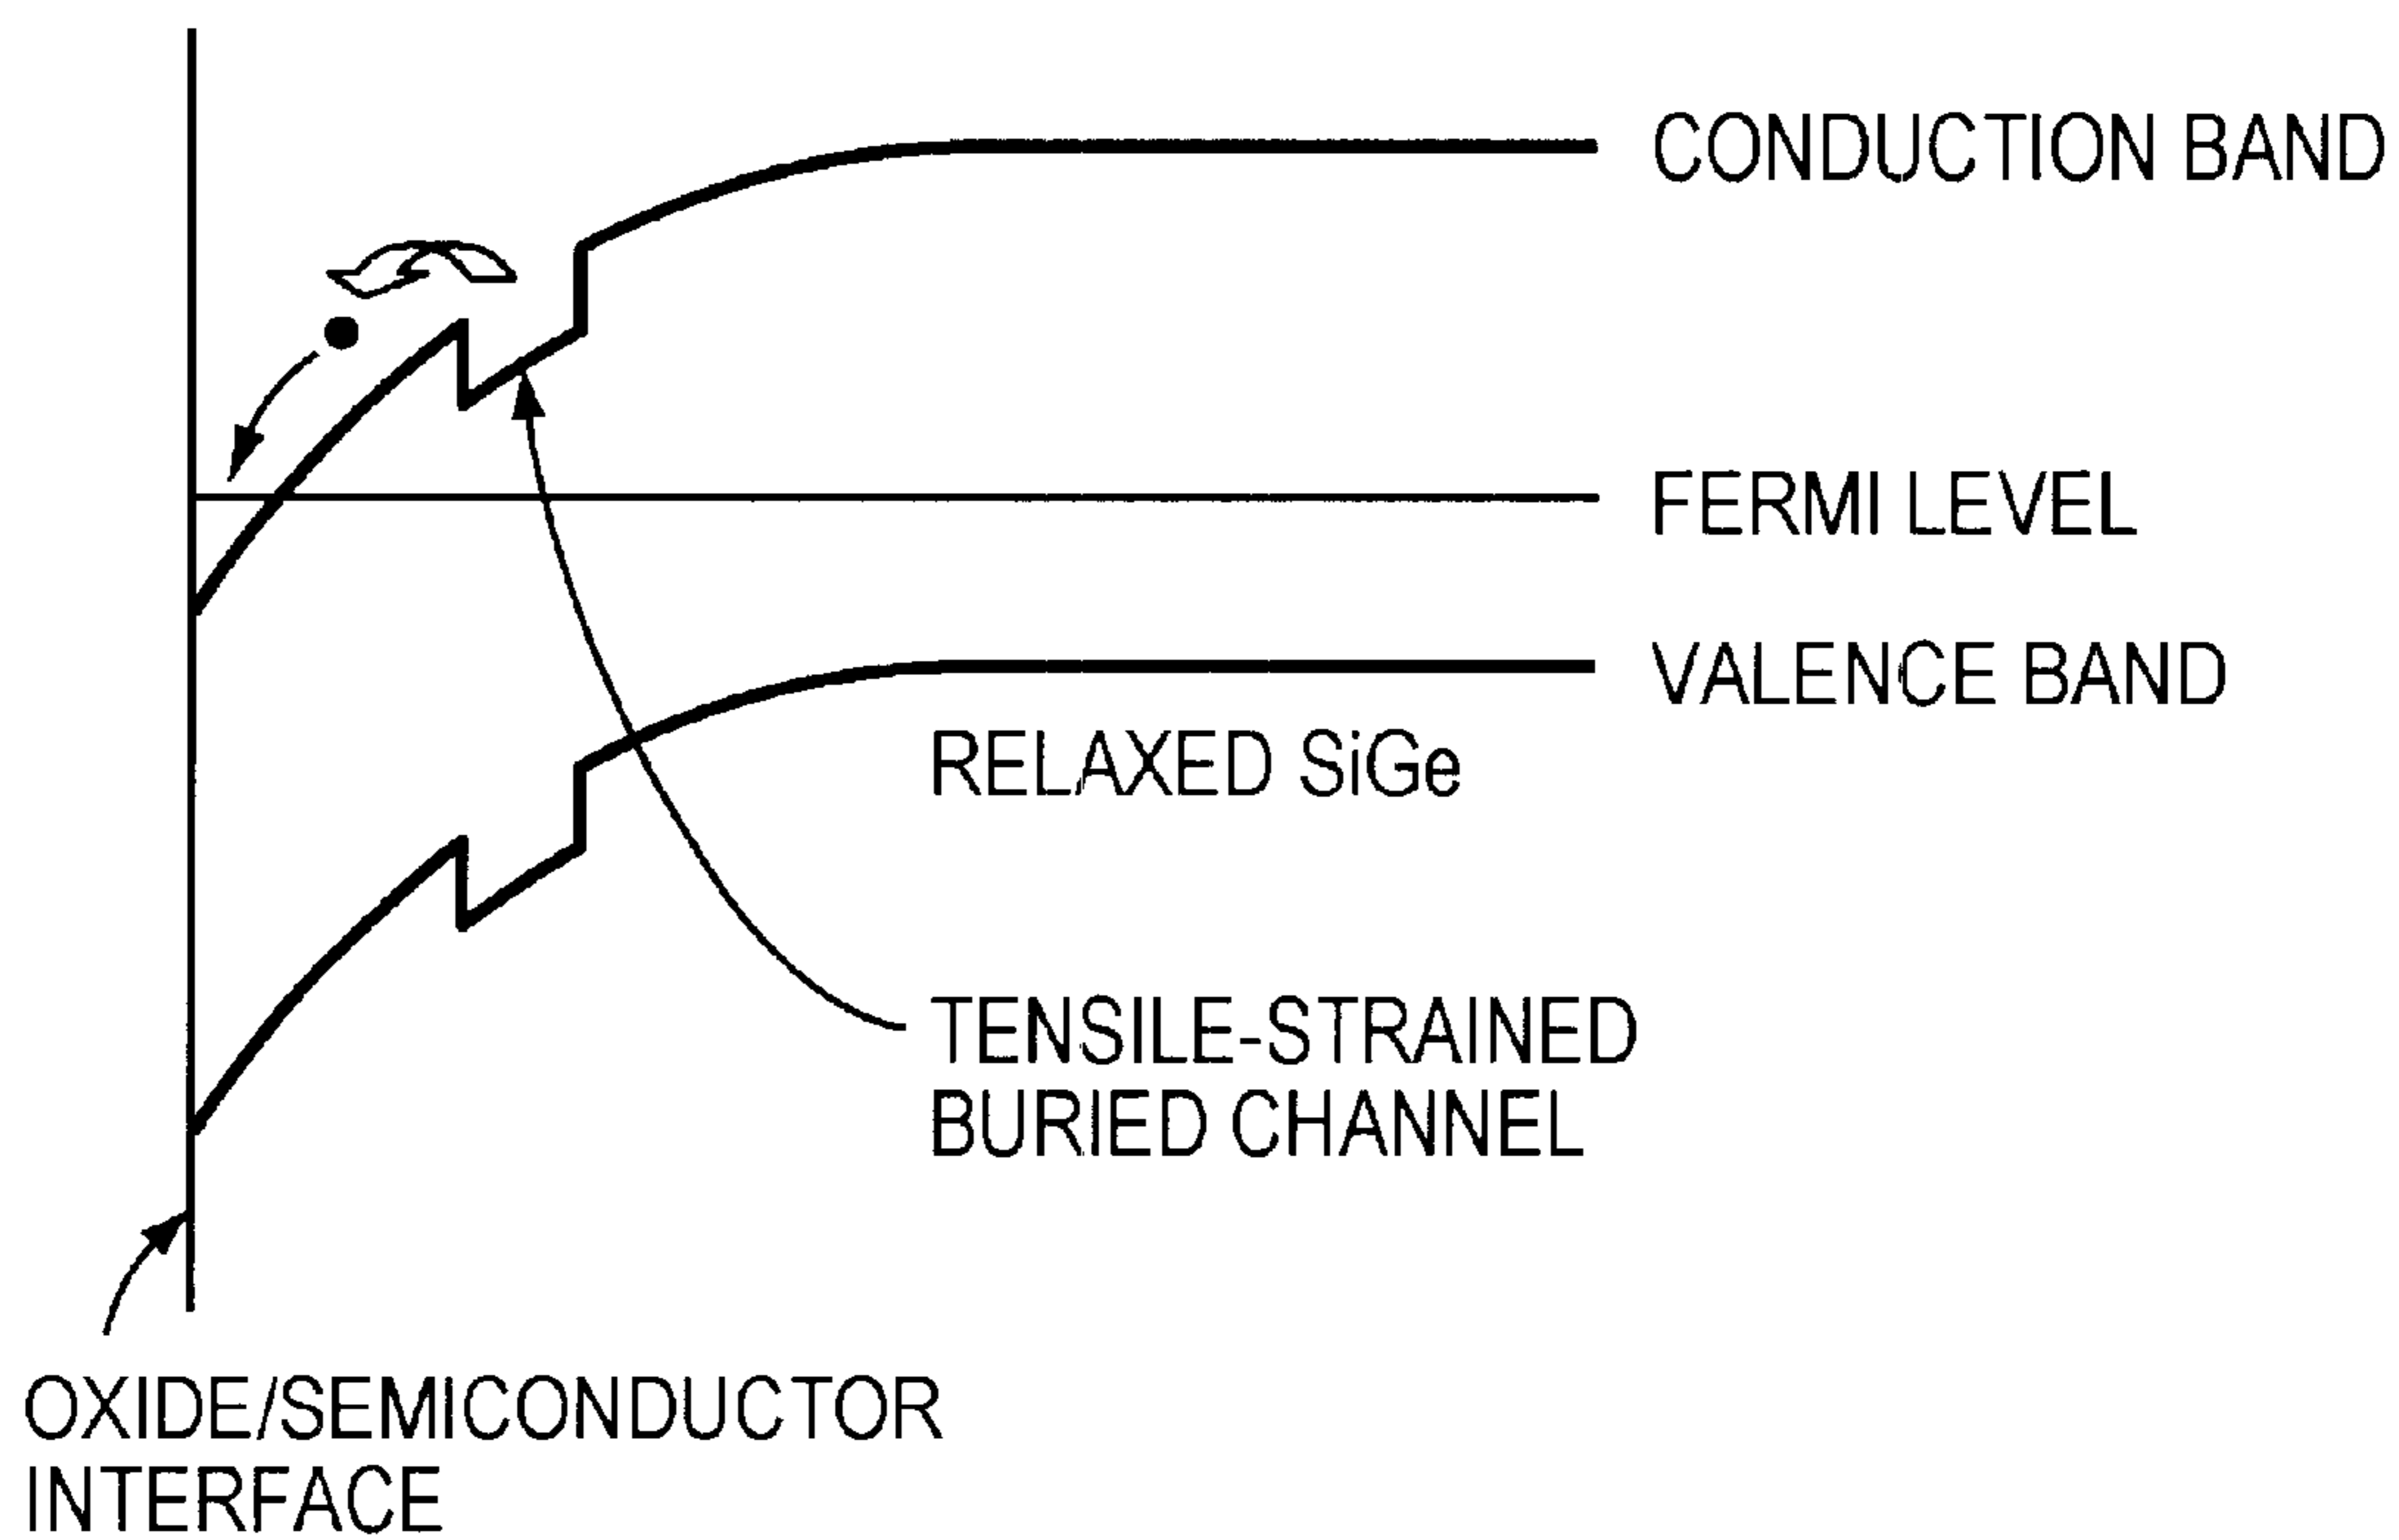 CONDUCTION BAND
FERMI LEVEL
VALENCE BAND
RELAXED SiGe
TENSILE-STRAINED
BURIED CHANNEL
OXIDE/SEMICONDUCTOR
INTERFACE